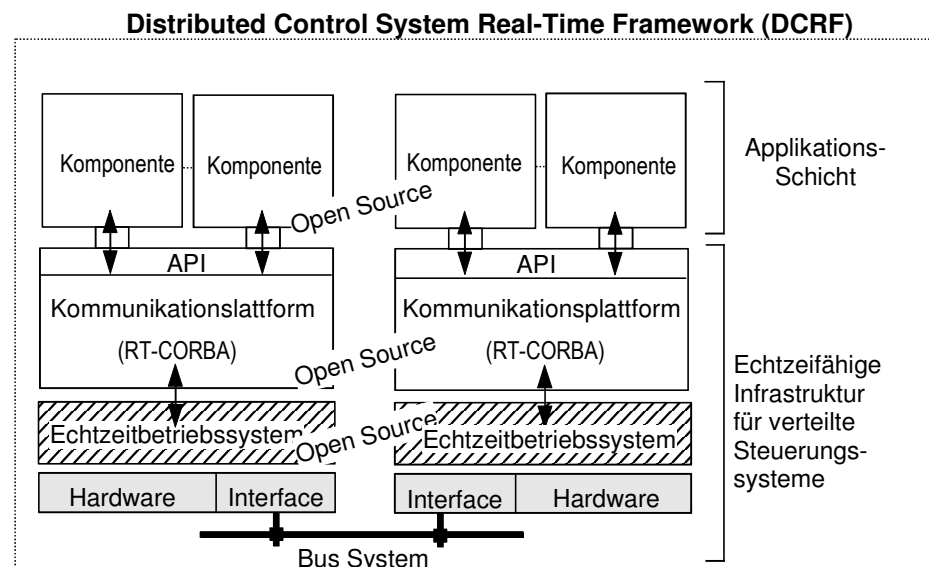 Distributed Control System Real-Time Framework (DCRF)
Komponente
Komponente
Komponente
Komponente
Applikations-
Schicht
Open Source
API
API
Kommunikationslattform
(RT-CORBA)
Kommunikationsplattform
(RT-CORBA)
Open Source
Echtzeifähige
Infrastruktur
für verteilte
Steuerungs-
systeme
Echtzeitbetriebssystem
Open Source
Echtzeitbetriebssystem
Hardware
Interface
Interface
Hardware
Bus System